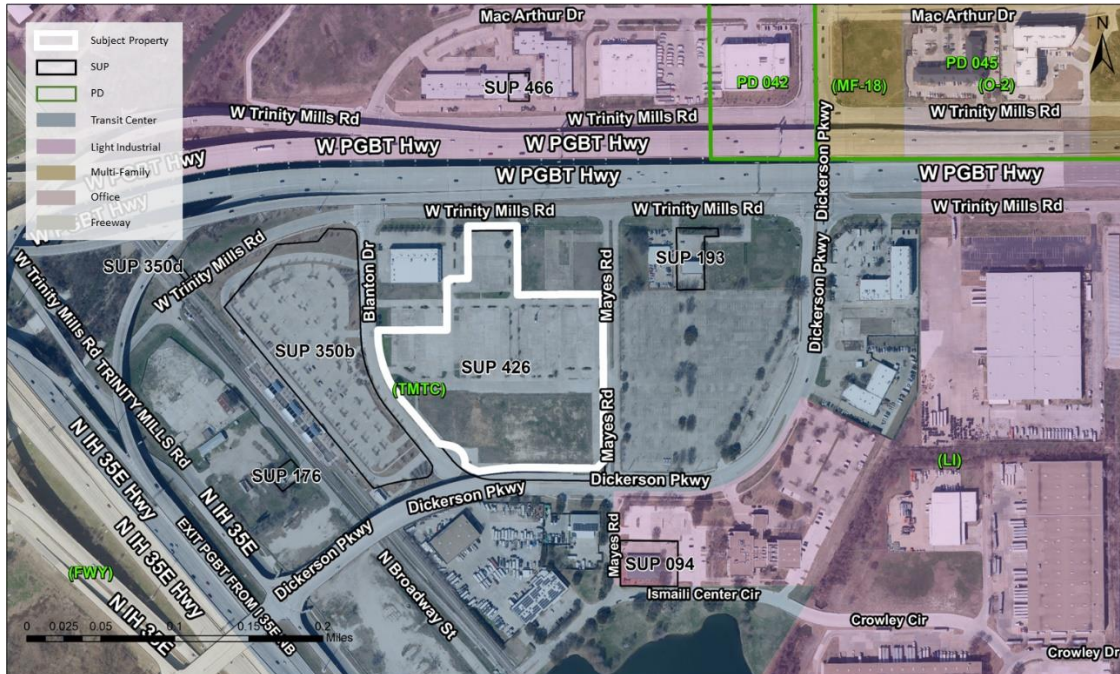 Subject Property
SUP
PD
Transit Center
Light Industrial
Multi-Family
Office
Freeway
Mac Arthur Dr
Mac Arthur Dr
N
SUP 466
PD 042
(MF-18)
PD 045
(O-2)
W Trinity Mills Rd
W Trinity Mills Rd
W Trinity Mills Rd
Dickerson Pkwy
W PGBT Hwy
W PGBT Hwy
W PGBT Hwy
W PGBT Hwy
W PGBT Hwy
W PGBT Hwy
Dickerson Pkwy
W Trinity Mills Rd
W Trinity Mills Rd
W Trinity Mills Rd
W Trinity Mills Rd
SUP 350d
Blanton Dr
Mayes Rd
SUP 193
Dickerson Pkwy
W Trinity Mills Rd
TRINITY MILLS Rd
SUP 350b
SUP 426
(TMTC)
Mayes Rd
(LI)
SUP 176
N IH 35E Hwy
N IH 35E
Dickerson Pkwy
Dickerson Pkwy
Dickerson Pkwy
N IH 35E Hwy
EXIT PGBT FROM I 35E NB
(FWY)
N IH 35E
N Broadway St
Mayes Rd
SUP 094
Ismaili Center Cir
Crowley Cir
Crowley Dr
0 0.025 0.05 0.1 0.15 0.2
Miles